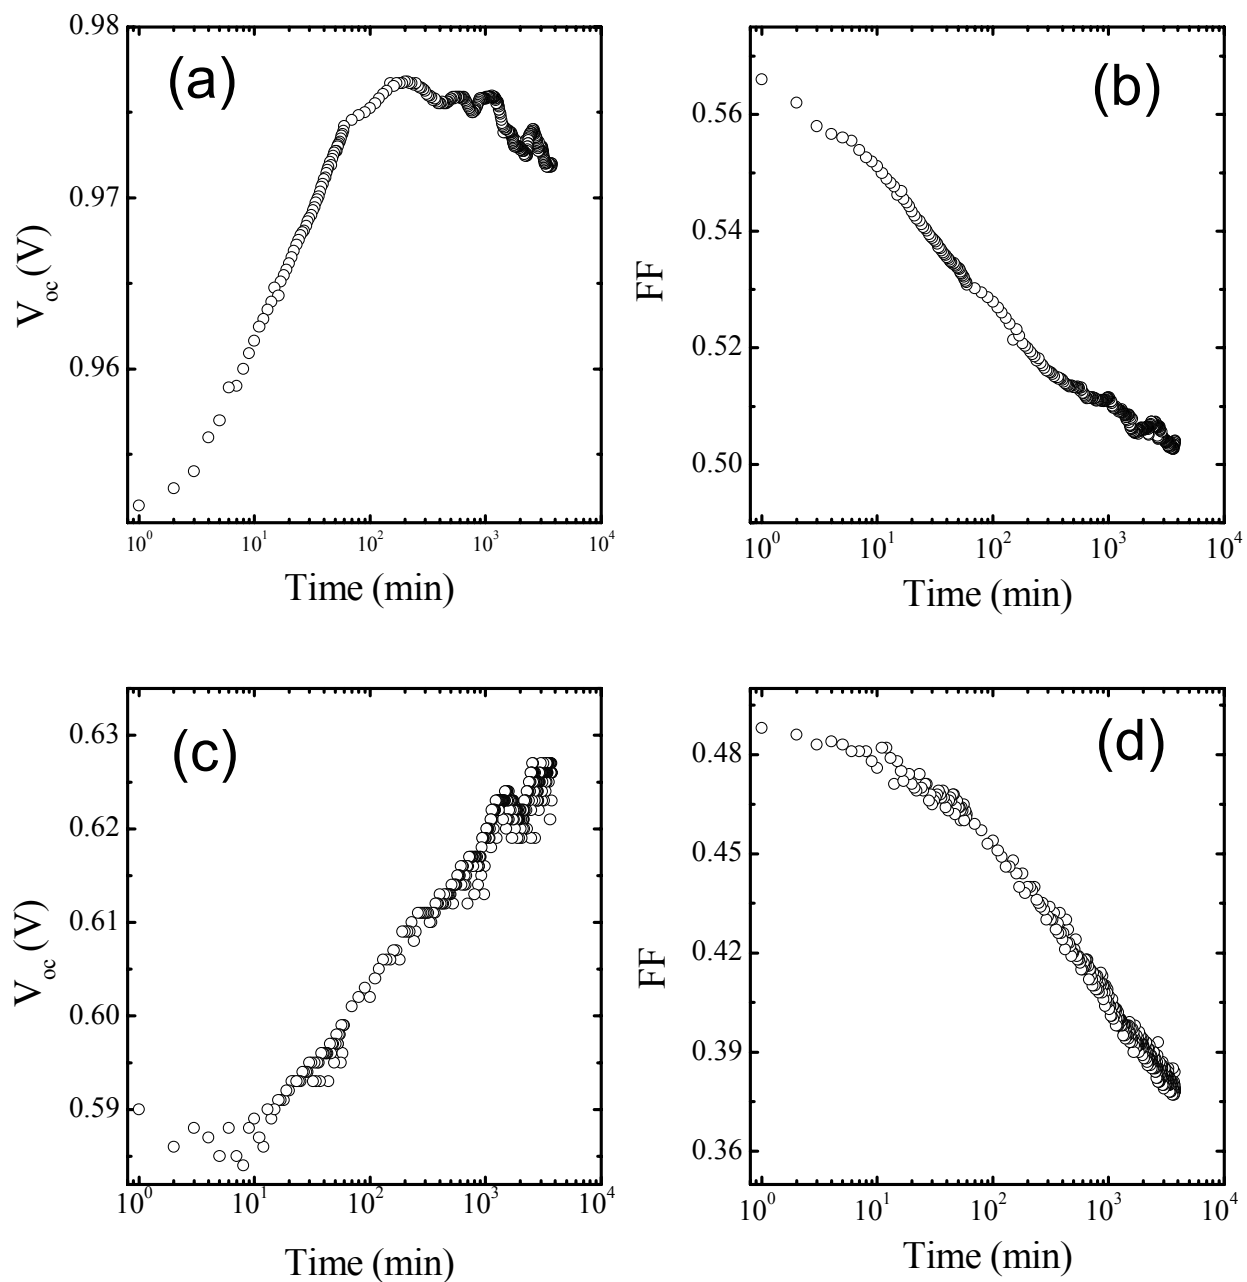 (a)
0.98
0.97
0.96
V_oc (V)
10^0 10^1 10^2 10^3 10^4
Time (min)
(b)
0.56
0.54
0.52
0.50
FF
10^0 10^1 10^2 10^3 10^4
Time (min)
(c)
0.63
0.62
0.61
0.60
0.59
V_oc (V)
10^0 10^1 10^2 10^3 10^4
Time (min)
(d)
0.48
0.45
0.42
0.39
0.36
FF
10^0 10^1 10^2 10^3 10^4
Time (min)